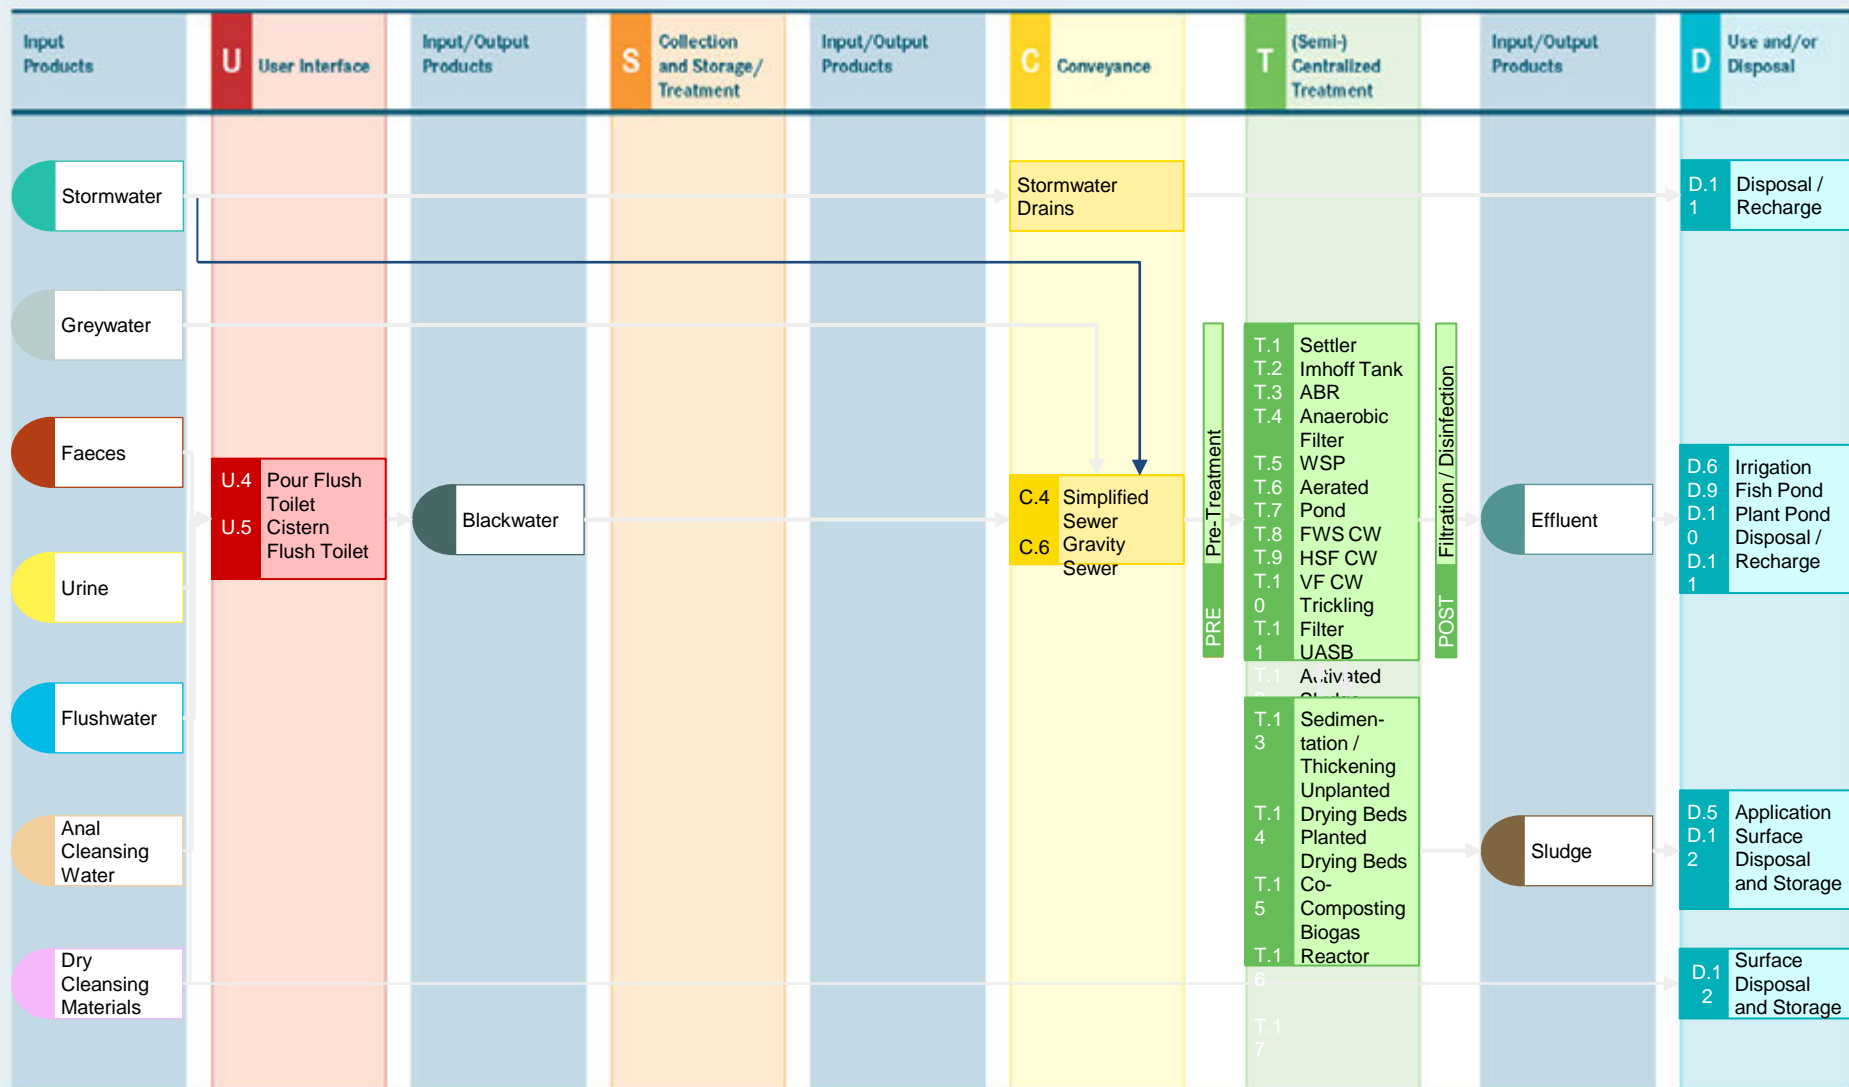 Input
Products
U
User Interface
Input/Output
Products
S
Collection
and Storage/
Treatment
Input/Output
Products
C
Conveyance
T
(Semi-)
Centralized
Treatment
Input/Output
Products
D
Use and/or
Disposal
Stormwater
Stormwater
Drains
D.1
1
Disposal /
Recharge
Greywater
Faeces
Urine
Flushwater
Anal
Cleansing
Water
Dry
Cleansing
Materials
U.4
U.5
Pour Flush
Toilet
Cistern
Flush Toilet
Blackwater
C.4
C.6
Simplified
Sewer
Gravity
Sewer
PRE Pre-Treatment
T.1
T.2
T.3
T.4
T.5
T.6
T.7
T.8
T.9
T.1
0
T.1
1
T.1
Settler
Imhoff Tank
ABR
Anaerobic
Filter
WSP
Aerated
Pond
FWS CW
HSF CW
VF CW
Trickling
Filter
UASB
Activated
Sludge
POST Filtration / Disinfection
T.1
3
T.1
4
T.1
5
T.1
6
T.1
7
Sedimen-
tation /
Thickening
Unplanted
Drying Beds
Planted
Drying Beds
Co-
Composting
Biogas
Reactor
Effluent
D.6
D.9
D.1
0
D.1
1
Irrigation
Fish Pond
Plant Pond
Disposal /
Recharge
Sludge
D.5
D.1
2
Application
Surface
Disposal
and Storage
D.1
2
Surface
Disposal
and Storage